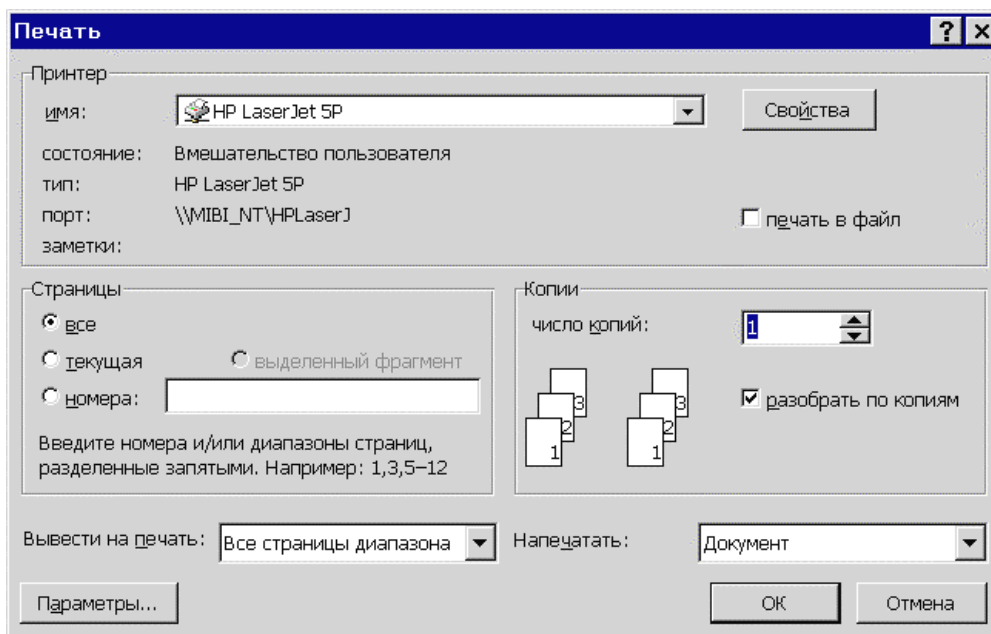 Печать
Принтер
имя: HP LaserJet 5P Свойства
состояние: Вмешательство пользователя
тип: HP LaserJet 5P
порт: \\MIBI_NT\HPLaserJ печать в файл
заметки:
Страницы Копии
все число копий: 1
текущая выделенный фрагмент
номера: разобрать по копиям
3 3
2 2
1 1
Введите номера и/или диапазоны страниц,
разделенные запятыми. Например: 1,3,5–12
Вывести на печать: Все страницы диапазона Напечатать: Документ
Параметры... ОК Отмена